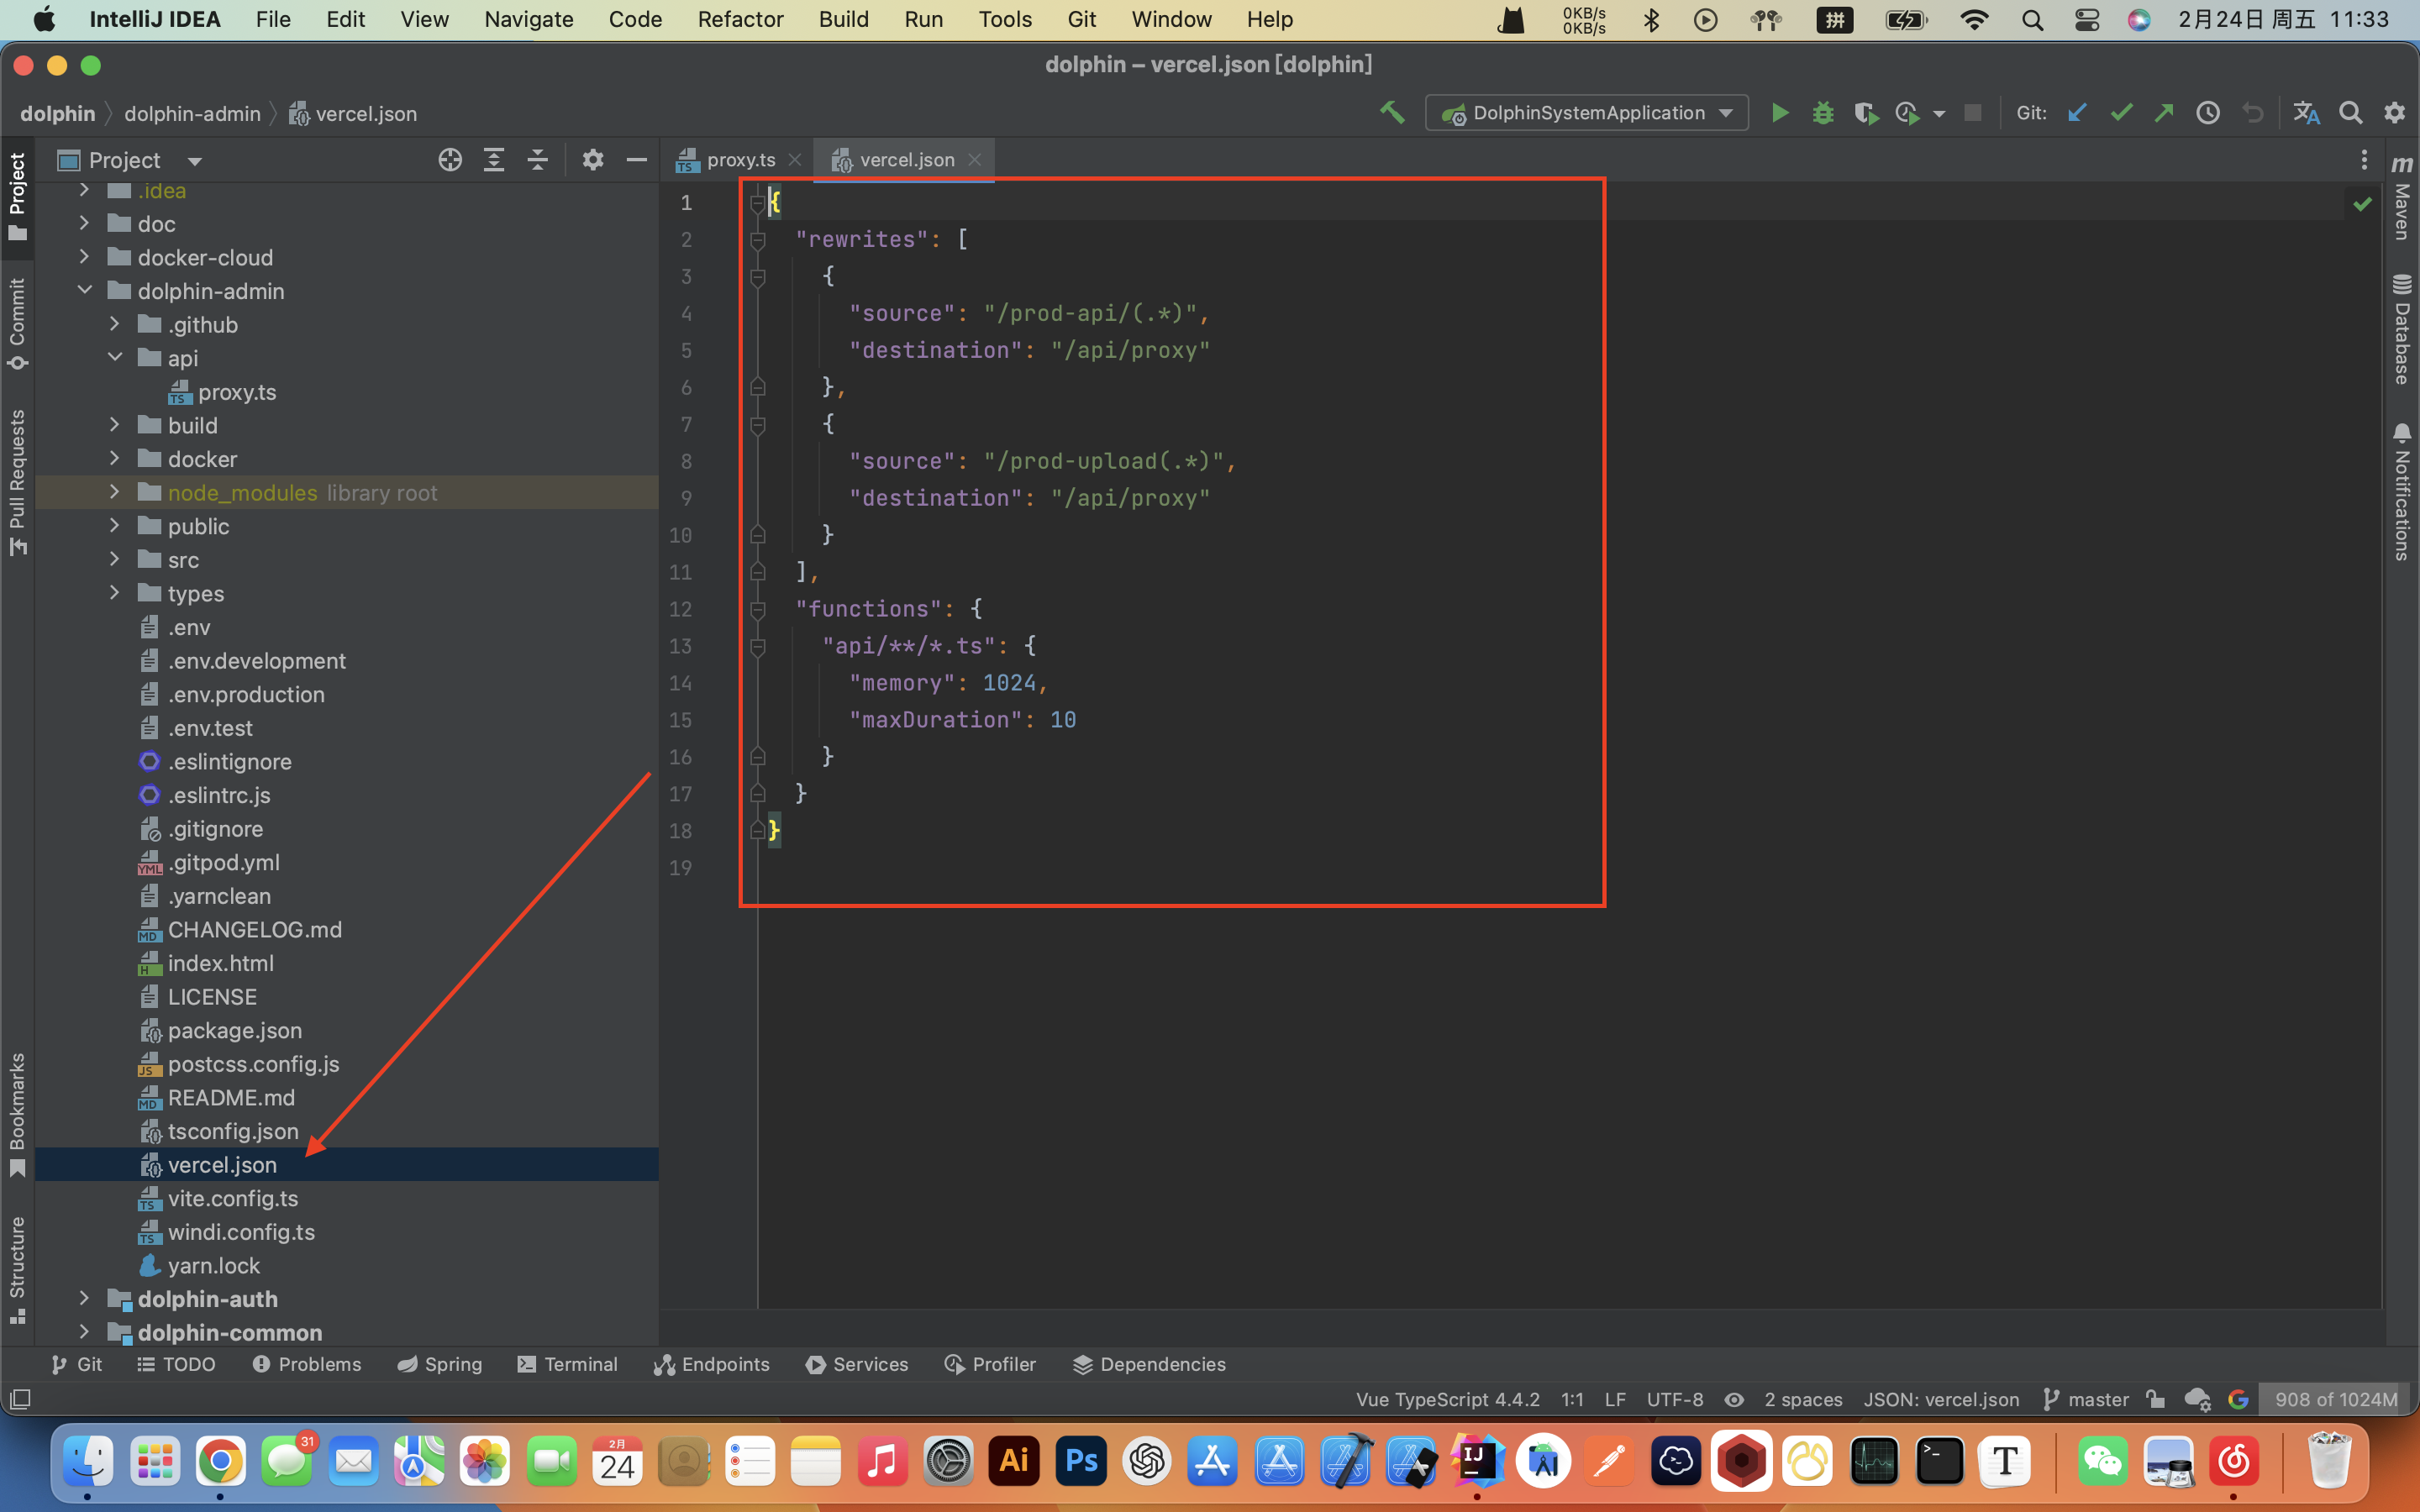 IntelliJ IDEA File Edit View Navigate Code Refactor Build Run Tools Git Window Help 0KB/s 0KB/s 拼 2月24日 周五 11:33
dolphin – vercel.json [dolphin]
dolphin dolphin-admin vercel.json DolphinSystemApplication Git:
Project
proxy.ts vercel.json
Project
Commit
Pull Requests
Bookmarks
Structure
.idea
doc
docker-cloud
dolphin-admin
.github
api
proxy.ts
build
docker
node_modules library root
public
src
types
.env
.env.development
.env.production
.env.test
.eslintignore
.eslintrc.js
.gitignore
.gitpod.yml
.yarnclean
CHANGELOG.md
index.html
LICENSE
package.json
postcss.config.js
README.md
tsconfig.json
vercel.json
vite.config.ts
windi.config.ts
yarn.lock
dolphin-auth
dolphin-common
1 {
2 "rewrites": [
3 {
4 "source": "/prod-api/(.*)",
5 "destination": "/api/proxy"
6 },
7 {
8 "source": "/prod-upload(.*)",
9 "destination": "/api/proxy"
10 }
11 ],
12 "functions": {
13 "api/**/*.ts": {
14 "memory": 1024,
15 "maxDuration": 10
16 }
17 }
18 }
19
m Maven
Database
Notifications
Git TODO Problems Spring Terminal Endpoints Services Profiler Dependencies
Vue TypeScript 4.4.2 1:1 LF UTF-8 2 spaces JSON: vercel.json master 908 of 1024M
31
2月
24
Ai
Ps
IJ
T